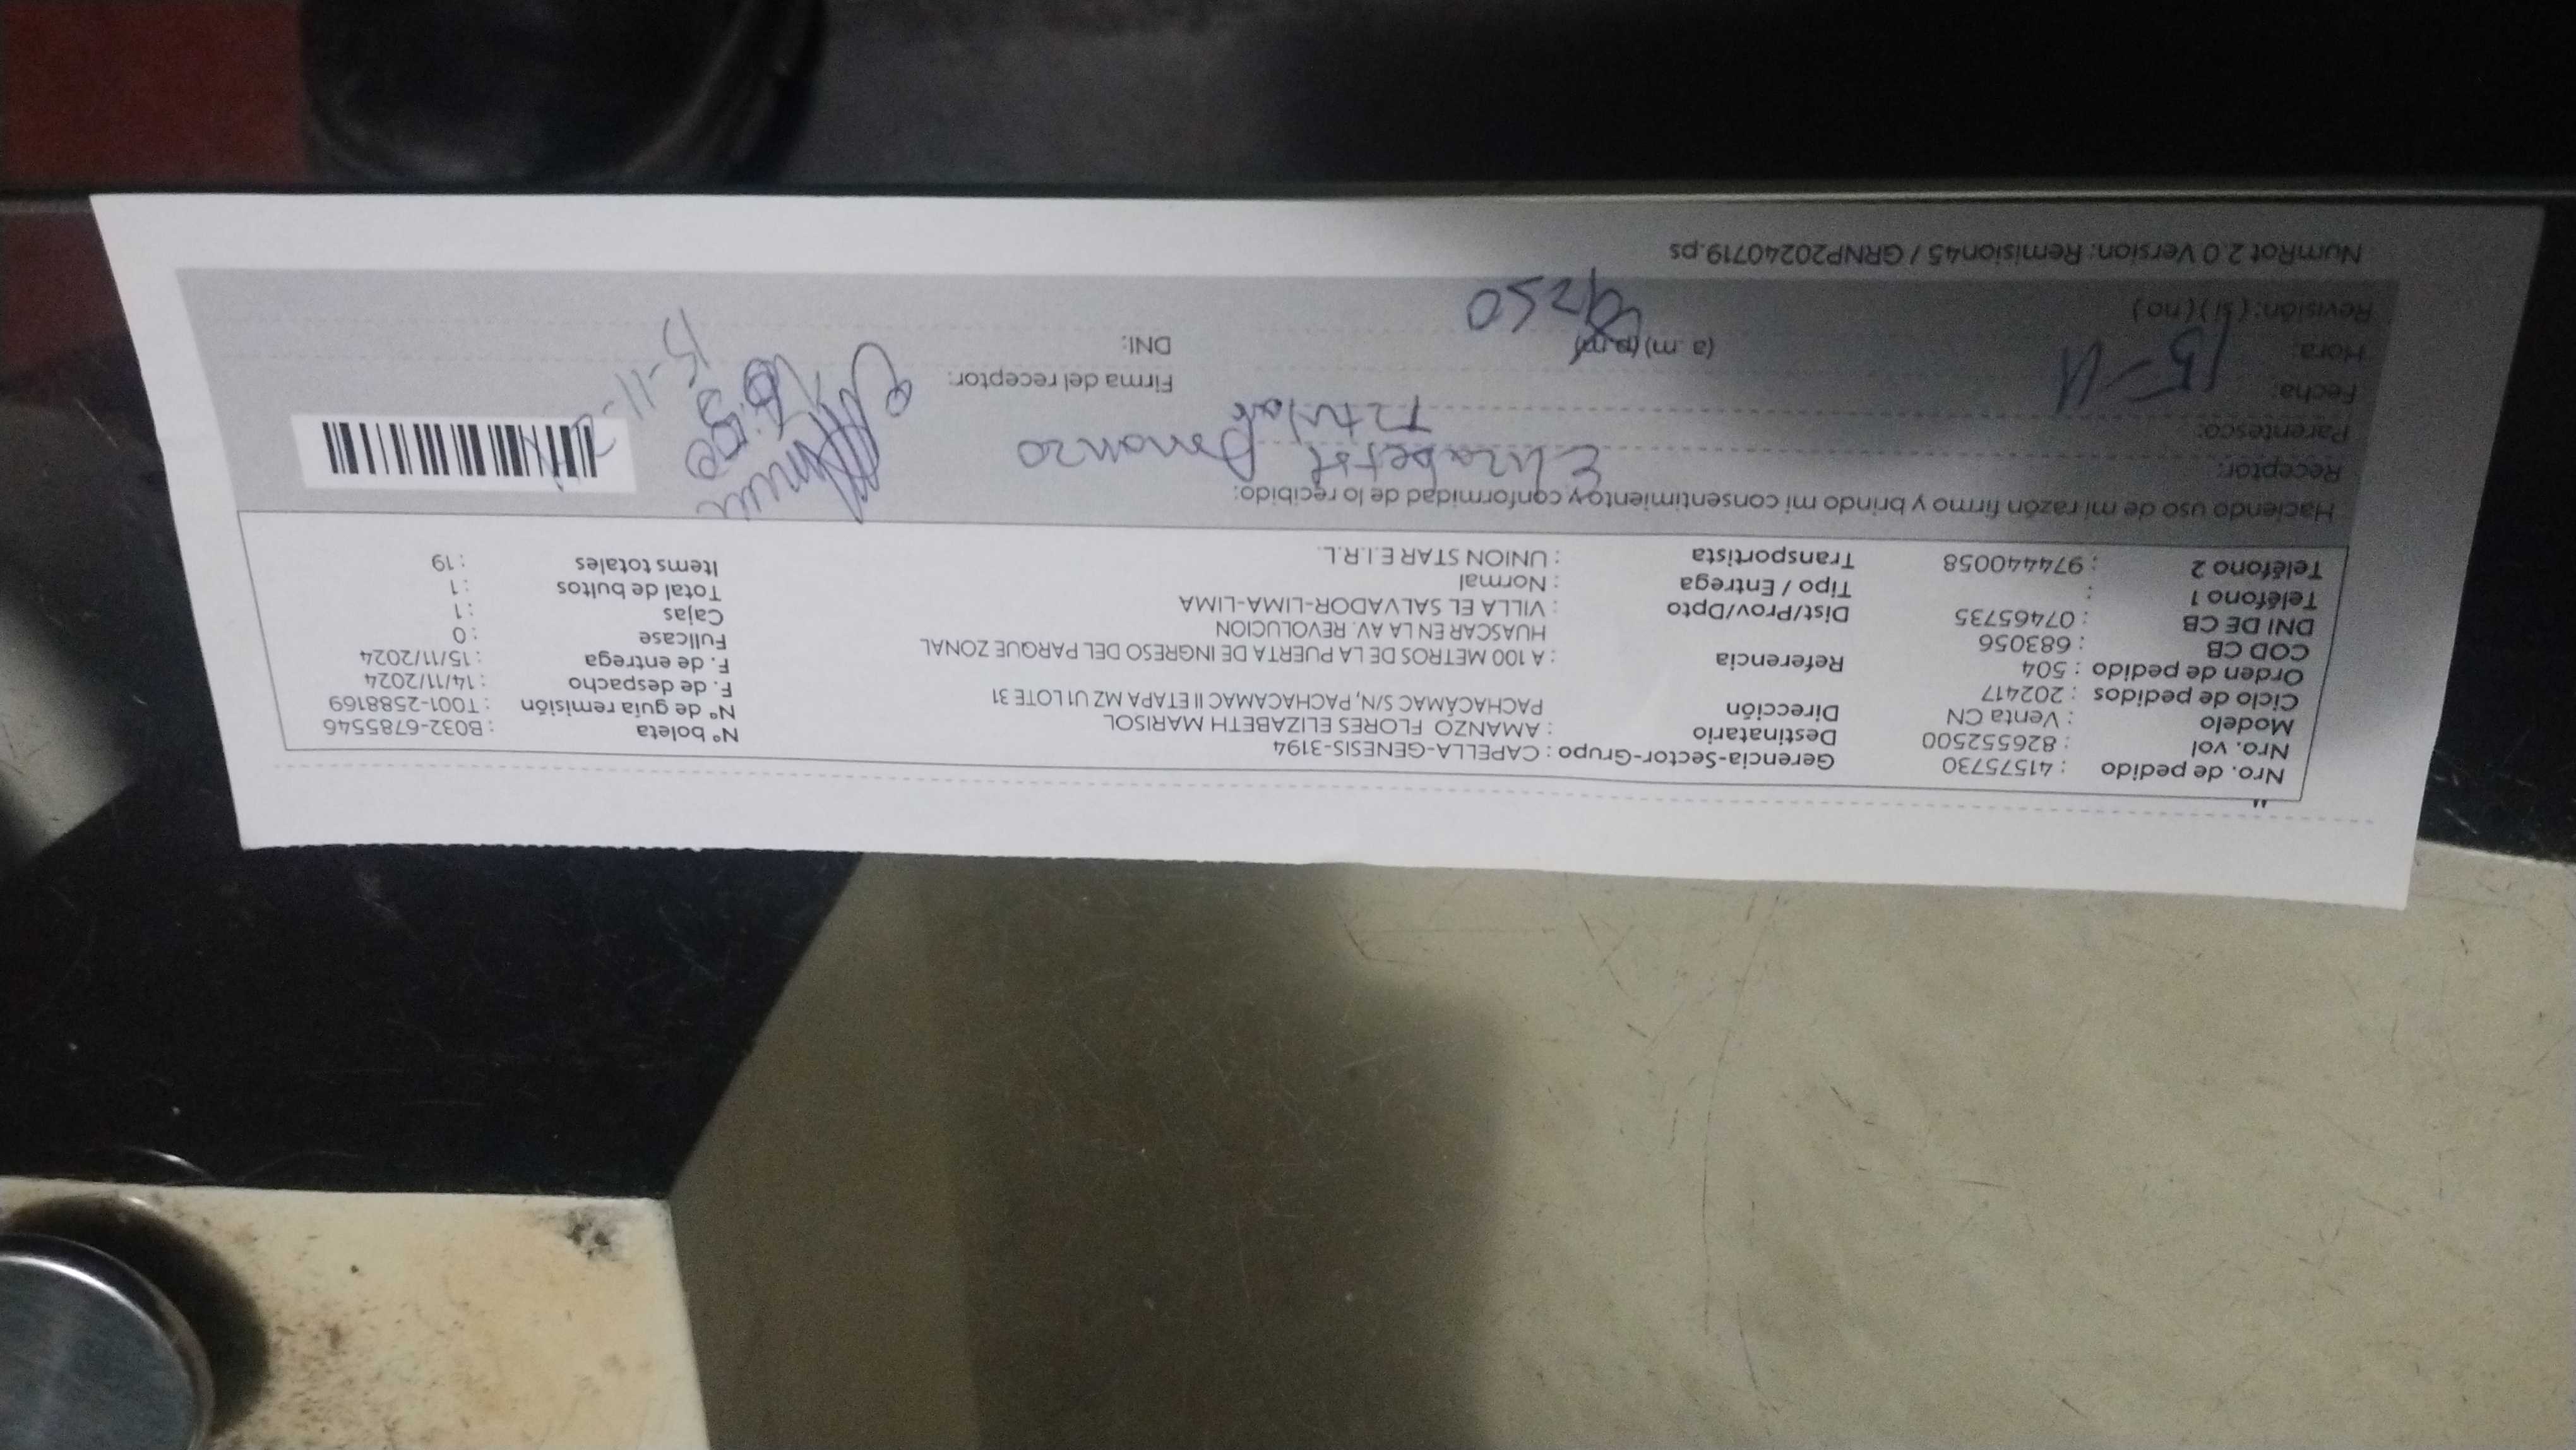 Nro. de pedido : 41575730 Gerencia-Sector-Grupo : CAPELLA-GENESIS-3194 N° boleta : B032-6785546
Nro. vol : 826552500 Destinatario : AMANZO FLORES ELIZABETH MARISOL N° de guía remisión : T001-2588169
Modelo : Venta CN Dirección PACHACÁMAC S/N, PACHACAMAC II ETAPA MZ U1 LOTE 31 F. de despacho : 14/11/2024
Ciclo de pedidos : 202417 F. de entrega : 15/11/2024
Orden de pedido : 504 Referencia : A 100 METROS DE LA PUERTA DE INGRESO DEL PARQUE ZONAL Fullcase : 0
COD CB : 683056 HUASCAR EN LA AV. REVOLUCION Cajas : 1
DNI DE CB : 07465735 Dist/Prov/Dpto : VILLA EL SALVADOR-LIMA-LIMA Total de bultos : 1
Teléfono 1 : Tipo / Entrega : Normal Items totales : 19
Teléfono 2 : 974440058 Transportista : UNION STAR E.I.R.L.
Haciendo uso de mi razón firmo y brindo mi consentimiento y conformidad de lo recibido:
Receptor: Elizabeth Amanzo
Parentesco: Titular
Fecha: 15-11 Firma del receptor:
Hora: (a.m) (p.m) DNI:
Revisión: ( si ) ( no )
15-11-
NumRot 2.0 Version: Remision45 / GRNP20240719.ps